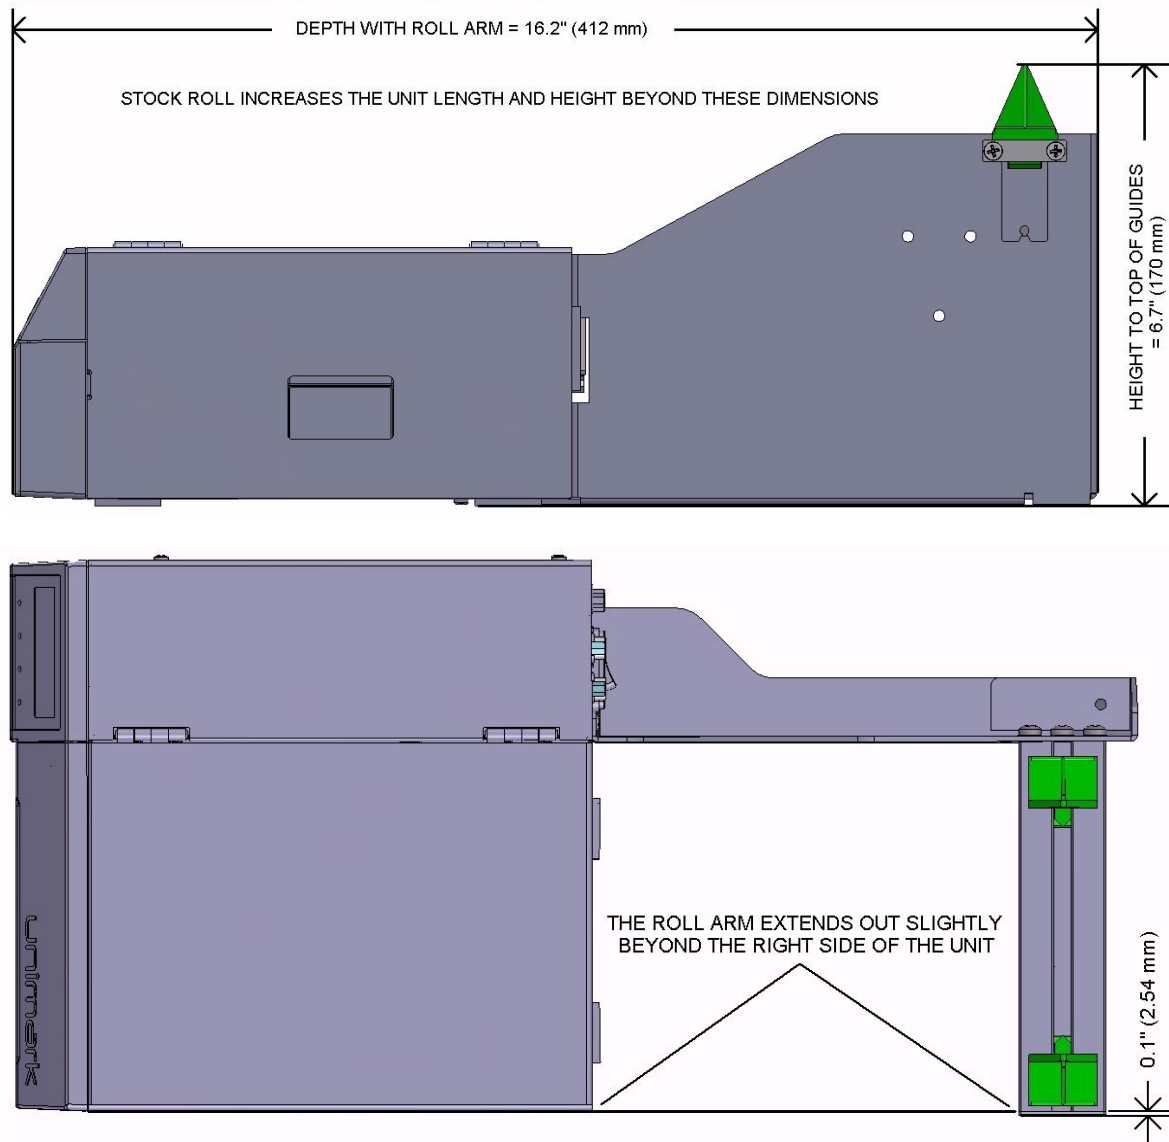 DEPTH WITH ROLL ARM = 16.2" (412 mm)
STOCK ROLL INCREASES THE UNIT LENGTH AND HEIGHT BEYOND THESE DIMENSIONS
HEIGHT TO TOP OF GUIDES
= 6.7" (170 mm)
THE ROLL ARM EXTENDS OUT SLIGHTLY
BEYOND THE RIGHT SIDE OF THE UNIT
0.1" (2.54 mm)
unimark